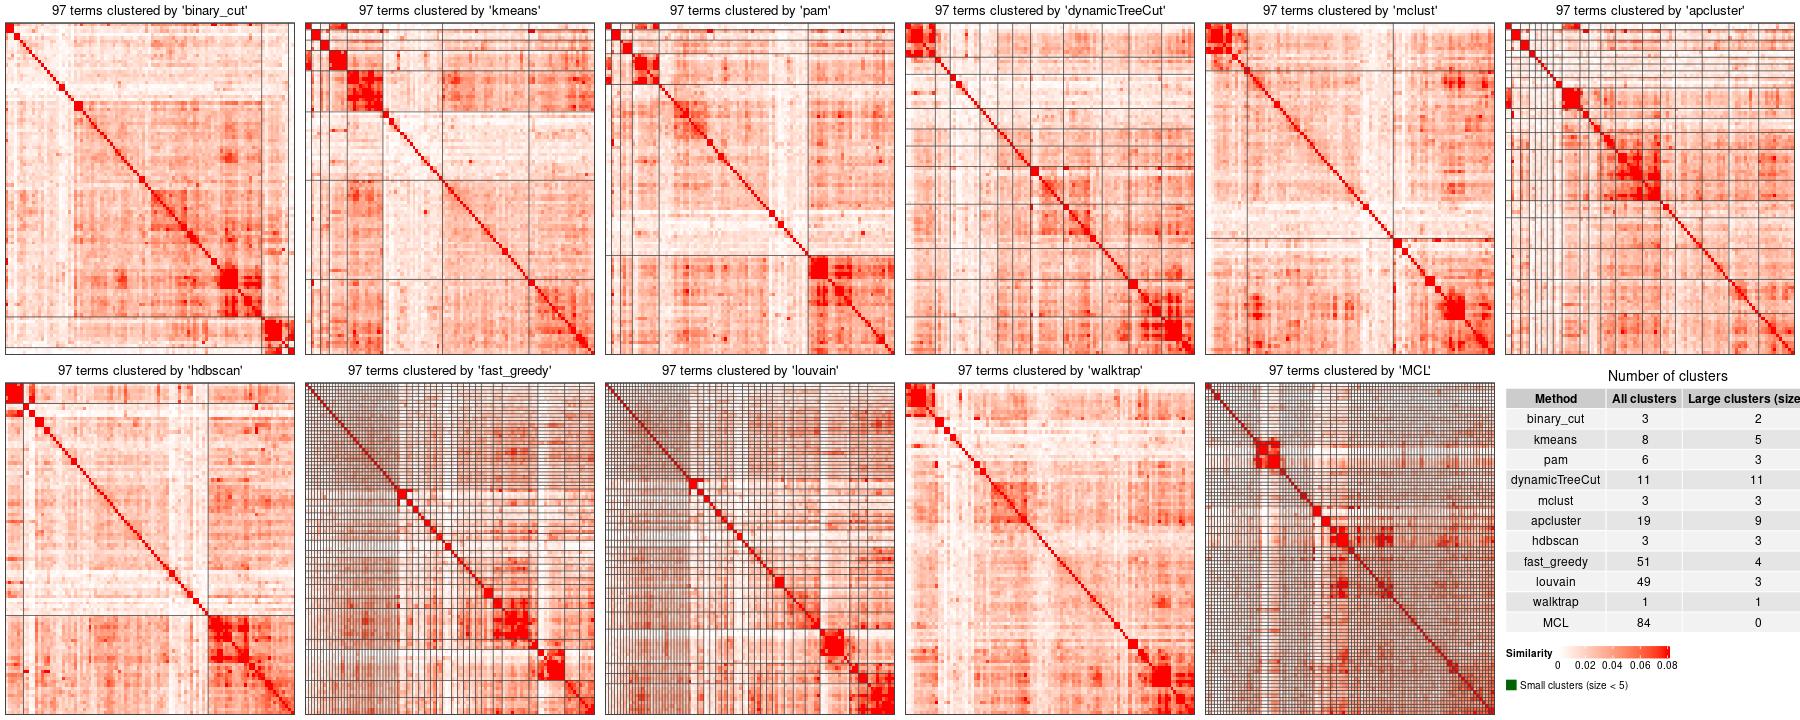 97 terms clustered by 'binary_cut'
97 terms clustered by 'kmeans'
97 terms clustered by 'pam'
97 terms clustered by 'dynamicTreeCut'
97 terms clustered by 'mclust'
97 terms clustered by 'apcluster'
97 terms clustered by 'hdbscan'
97 terms clustered by 'fast_greedy'
97 terms clustered by 'louvain'
97 terms clustered by 'walktrap'
97 terms clustered by 'MCL'
Number of clusters
Method All clusters Large clusters (size
binary_cut 3 2
kmeans 8 5
pam 6 3
dynamicTreeCut 11 11
mclust 3 3
apcluster 19 9
hdbscan 3 3
fast_greedy 51 4
louvain 49 3
walktrap 1 1
MCL 84 0
Similarity
0 0.02 0.04 0.06 0.08
Small clusters (size < 5)